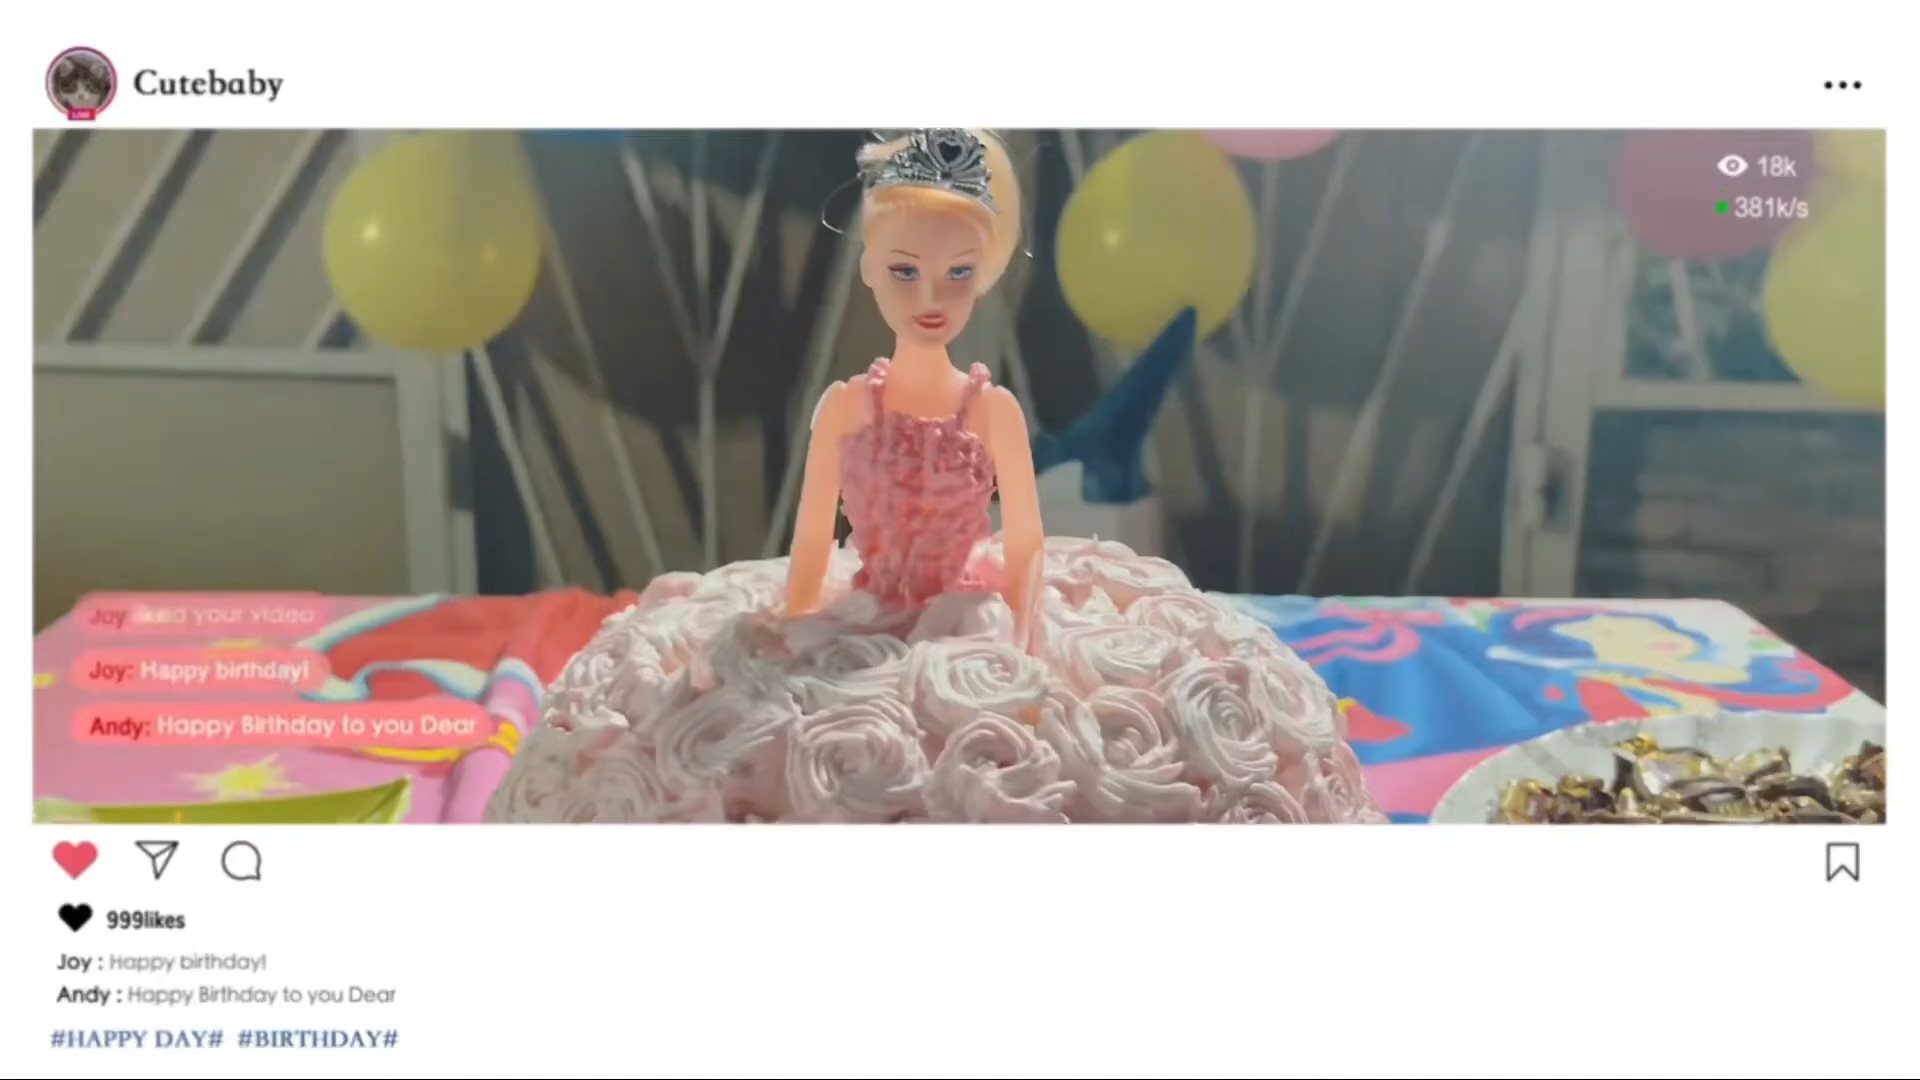 Cutebaby
18k
381k/s
Joy liked your video
Joy: Happy birthday!
Andy: Happy Birthday to you Dear
999likes
Joy : Happy birthday!
Andy : Happy Birthday to you Dear
#HAPPY DAY# #BIRTHDAY#